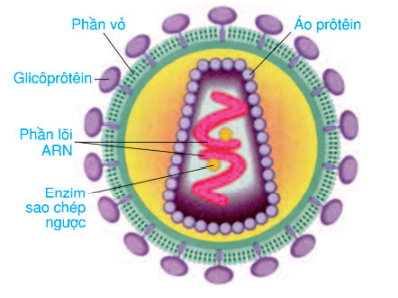 Phần vỏ
Áo prôtêin
Glicôprôtêin
Phần lõi
ARN
Enzim
sao chép
ngược